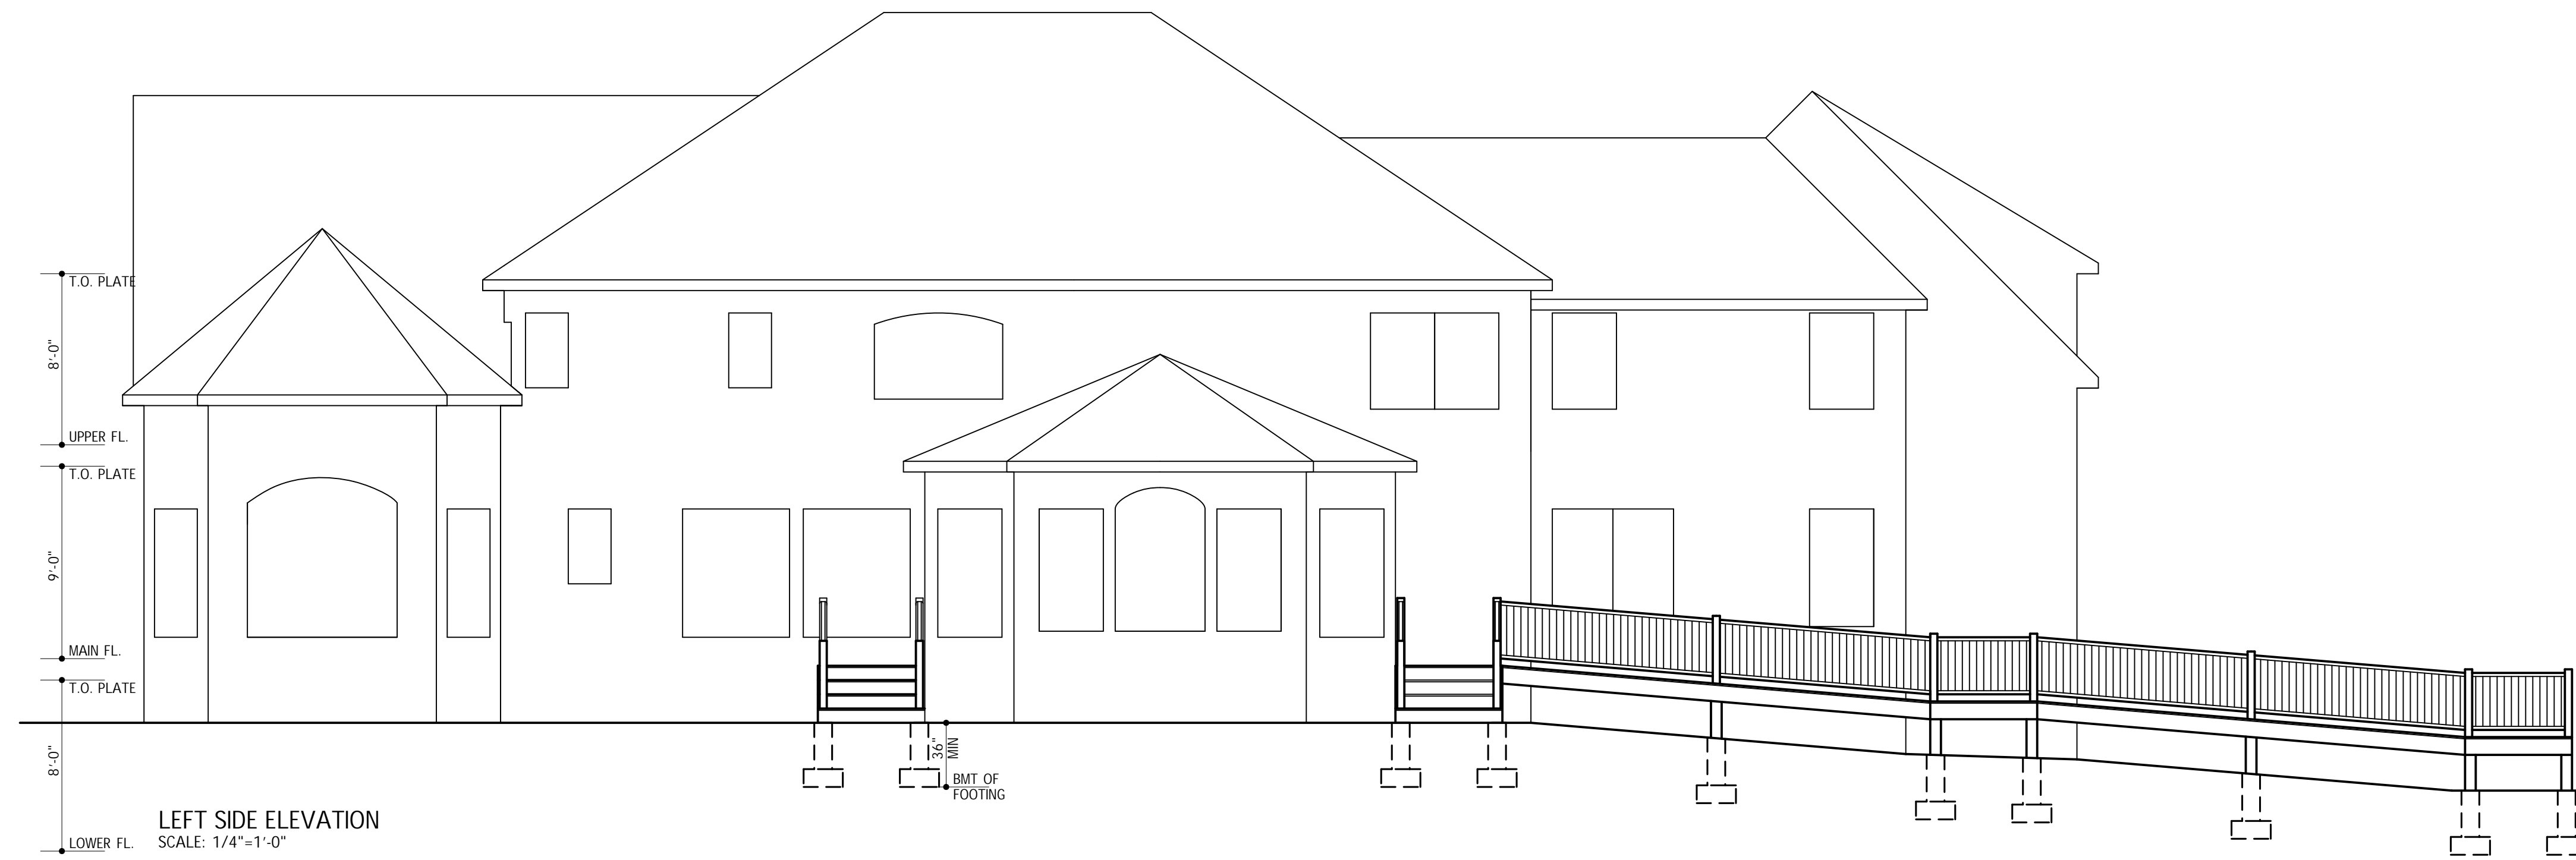 T.O. PLATE
8'-0"
UPPER FL.
T.O. PLATE
9'-0"
MAIN FL.
T.O. PLATE
8'-0"
LOWER FL.
36"
MIN
BMT OF
FOOTING
LEFT SIDE ELEVATION
SCALE: 1/4"=1'-0"